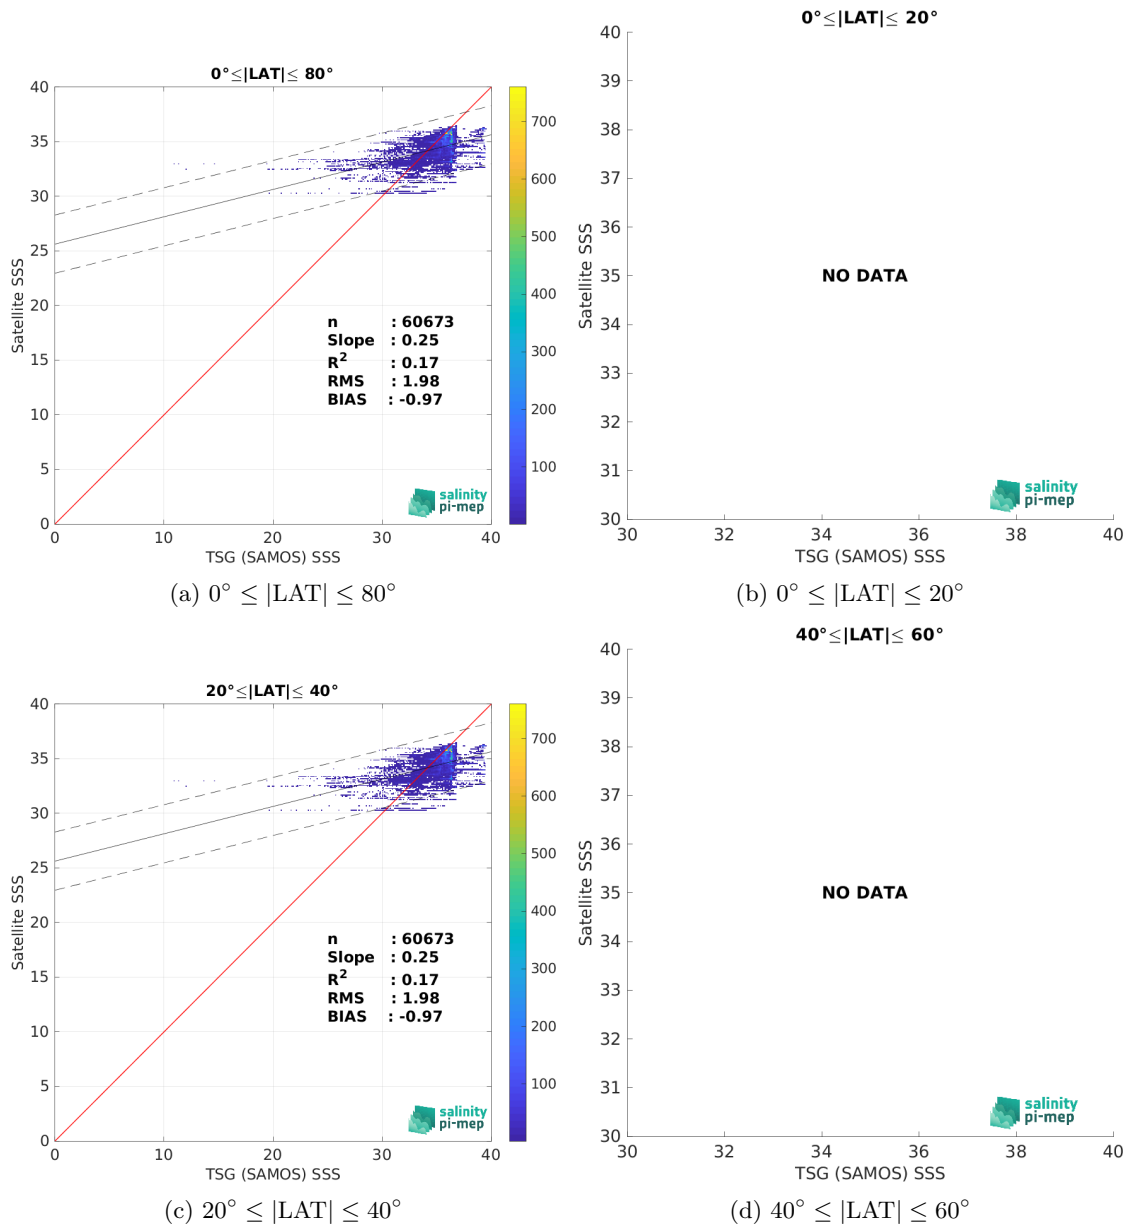 0°≤|LAT|≤ 80°
40
35
30
25
20
15
10
5
0
Satellite SSS
0
10
20
30
40
TSG (SAMOS) SSS
n : 60673
Slope : 0.25
R² : 0.17
RMS : 1.98
BIAS : -0.97
salinity
pi-mep
700
600
500
400
300
200
100
(a) 0° ≤ |LAT| ≤ 80°
0°≤|LAT|≤ 20°
40
39
38
37
36
35
34
33
32
31
30
Satellite SSS
NO DATA
30
32
34
36
38
40
TSG (SAMOS) SSS
salinity
pi-mep
(b) 0° ≤ |LAT| ≤ 20°
20°≤|LAT|≤ 40°
40
35
30
25
20
15
10
5
0
Satellite SSS
0
10
20
30
40
TSG (SAMOS) SSS
n : 60673
Slope : 0.25
R² : 0.17
RMS : 1.98
BIAS : -0.97
salinity
pi-mep
700
600
500
400
300
200
100
(c) 20° ≤ |LAT| ≤ 40°
40°≤|LAT|≤ 60°
40
39
38
37
36
35
34
33
32
31
30
Satellite SSS
NO DATA
30
32
34
36
38
40
TSG (SAMOS) SSS
salinity
pi-mep
(d) 40° ≤ |LAT| ≤ 60°